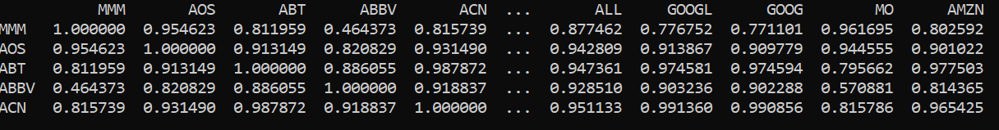 MMM AOS ABT ABBV ACN ... ALL GOOGL GOOG MO AMZN
MMM 1.000000 0.954623 0.811959 0.464373 0.815739 ... 0.877462 0.776752 0.771101 0.961695 0.802592
AOS 0.954623 1.000000 0.913149 0.820829 0.931490 ... 0.942809 0.913867 0.909779 0.944555 0.901022
ABT 0.811959 0.913149 1.000000 0.886055 0.987872 ... 0.947361 0.974581 0.974594 0.795662 0.977503
ABBV 0.464373 0.820829 0.886055 1.000000 0.918837 ... 0.928510 0.903236 0.902288 0.570881 0.814365
ACN 0.815739 0.931490 0.987872 0.918837 1.000000 ... 0.951133 0.991360 0.990856 0.815786 0.965425